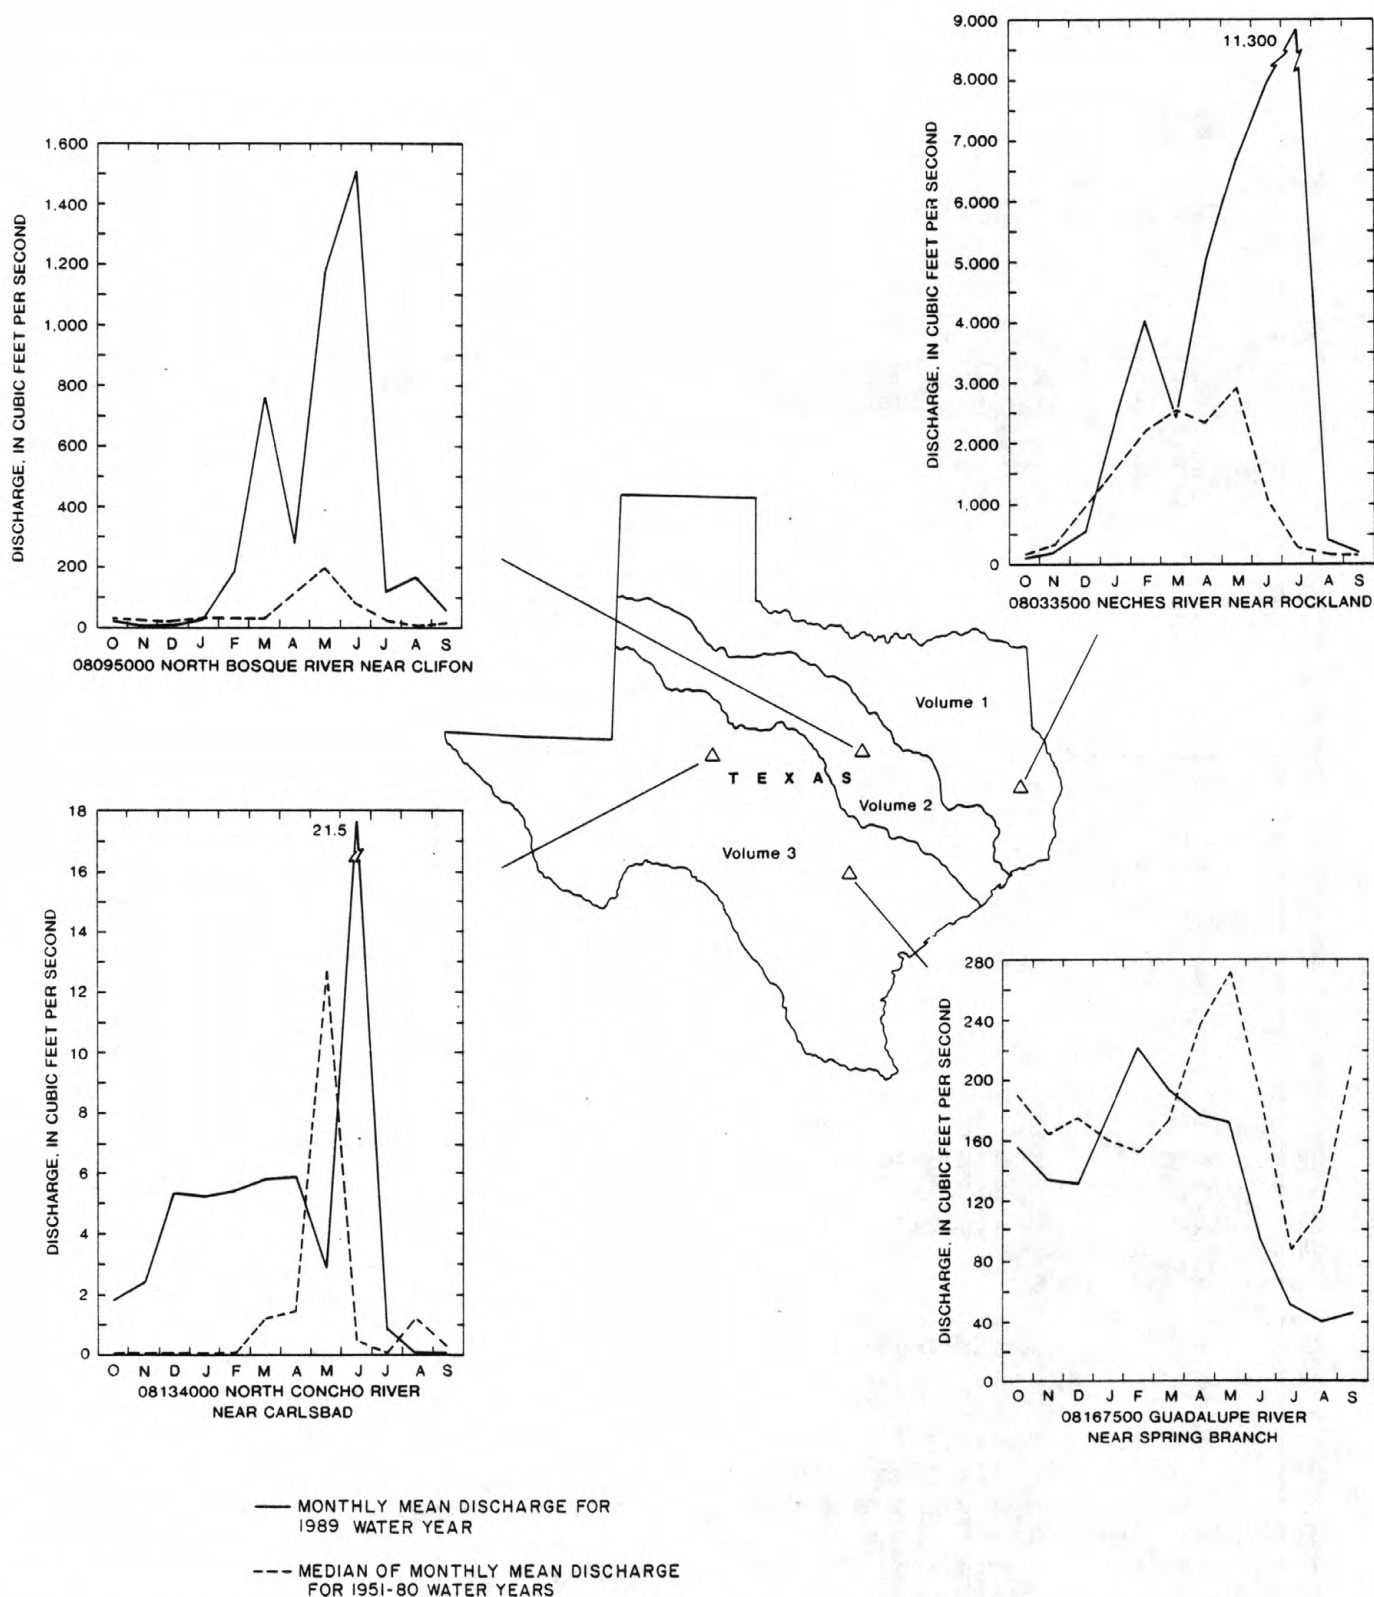 DISCHARGE, IN CUBIC FEET PER SECOND
1.600
1.400
1.200
1.000
800
600
400
200
0
O N D J F M A M J J A S
08095000 NORTH BOSQUE RIVER NEAR CLIFON
DISCHARGE, IN CUBIC FEET PER SECOND
9.000
8.000
7.000
6.000
5.000
4.000
3.000
2.000
1.000
0
11.300
O N D J F M A M J J A S
08033500 NECHES RIVER NEAR ROCKLAND
Volume 1
TEXAS
Volume 2
Volume 3
DISCHARGE, IN CUBIC FEET PER SECOND
18
16
14
12
10
8
6
4
2
0
21.5
O N D J F M A M J J A S
08134000 NORTH CONCHO RIVER
NEAR CARLSBAD
DISCHARGE, IN CUBIC FEET PER SECOND
280
240
200
160
120
80
40
0
O N D J F M A M J J A S
08167500 GUADALUPE RIVER
NEAR SPRING BRANCH
MONTHLY MEAN DISCHARGE FOR
1989 WATER YEAR
MEDIAN OF MONTHLY MEAN DISCHARGE
FOR 1951-80 WATER YEARS